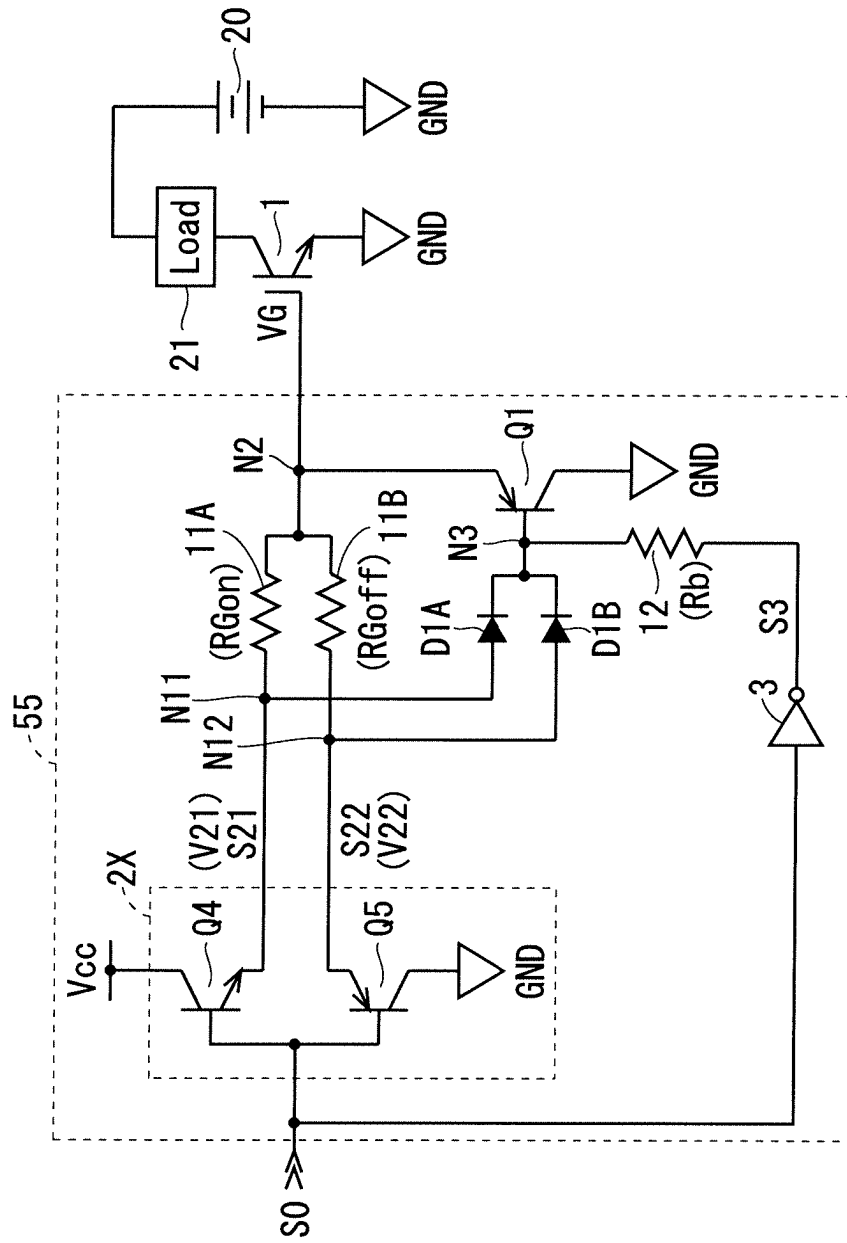 55
2X
Vcc
Q4
Q5
GND
S0
(V21)
S21
S22
(V22)
N11
N12
(RGon)
11A
(RGoff)
11B
N2
D1A
D1B
N3
Q1
GND
12
(Rb)
S3
3
VG
1
GND
21
Load
20
GND